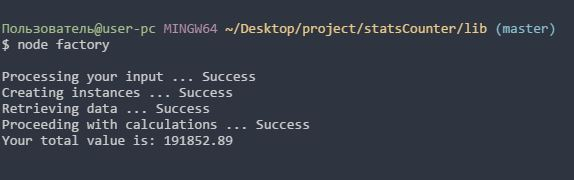 Пользователь@user-pc MINGW64 ~/Desktop/project/statsCounter/lib (master)
$ node factory
Processing your input ... Success
Creating instances ... Success
Retrieving data ... Success
Proceeding with calculations ... Success
Your total value is: 191852.89